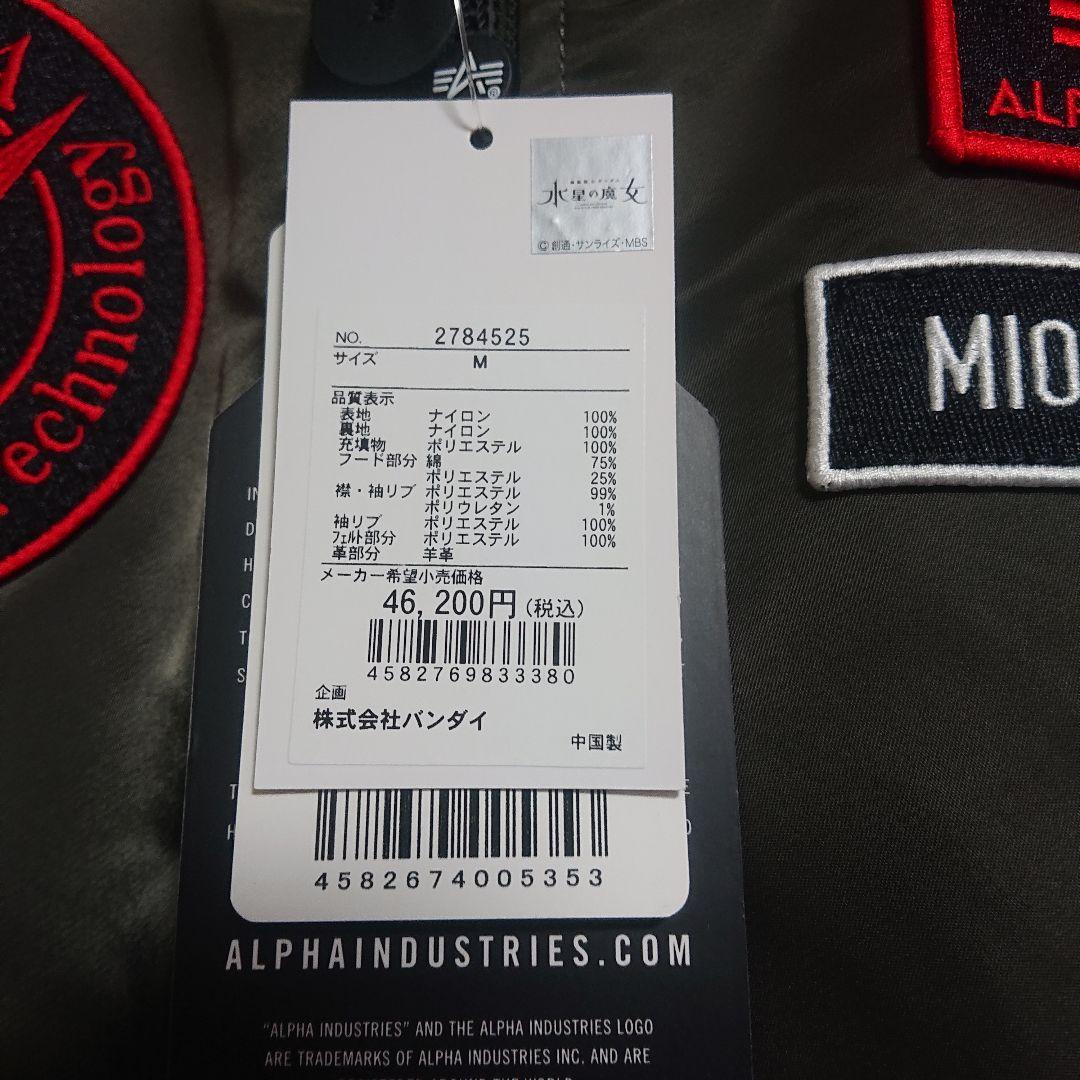 Technology
ALP
MIO
水星の魔女
©創通・サンライズ・MBS
NO. 2784525
サイズ M
品質表示
表地 ナイロン 100%
裏地 ナイロン 100%
充填物 ポリエステル 100%
フード部分 綿 75%
ポリエステル 25%
襟・袖リブ ポリエステル 99%
ポリウレタン 1%
袖リブ ポリエステル 100%
フェルト部分 ポリエステル 100%
革部分 羊革
メーカー希望小売価格
46,200円(税込)
4582769833380
企画
株式会社バンダイ
中国製
4582674005353
ALPHAINDUSTRIES.COM
"ALPHA INDUSTRIES" AND THE ALPHA INDUSTRIES LOGO
ARE TRADEMARKS OF ALPHA INDUSTRIES INC. AND ARE